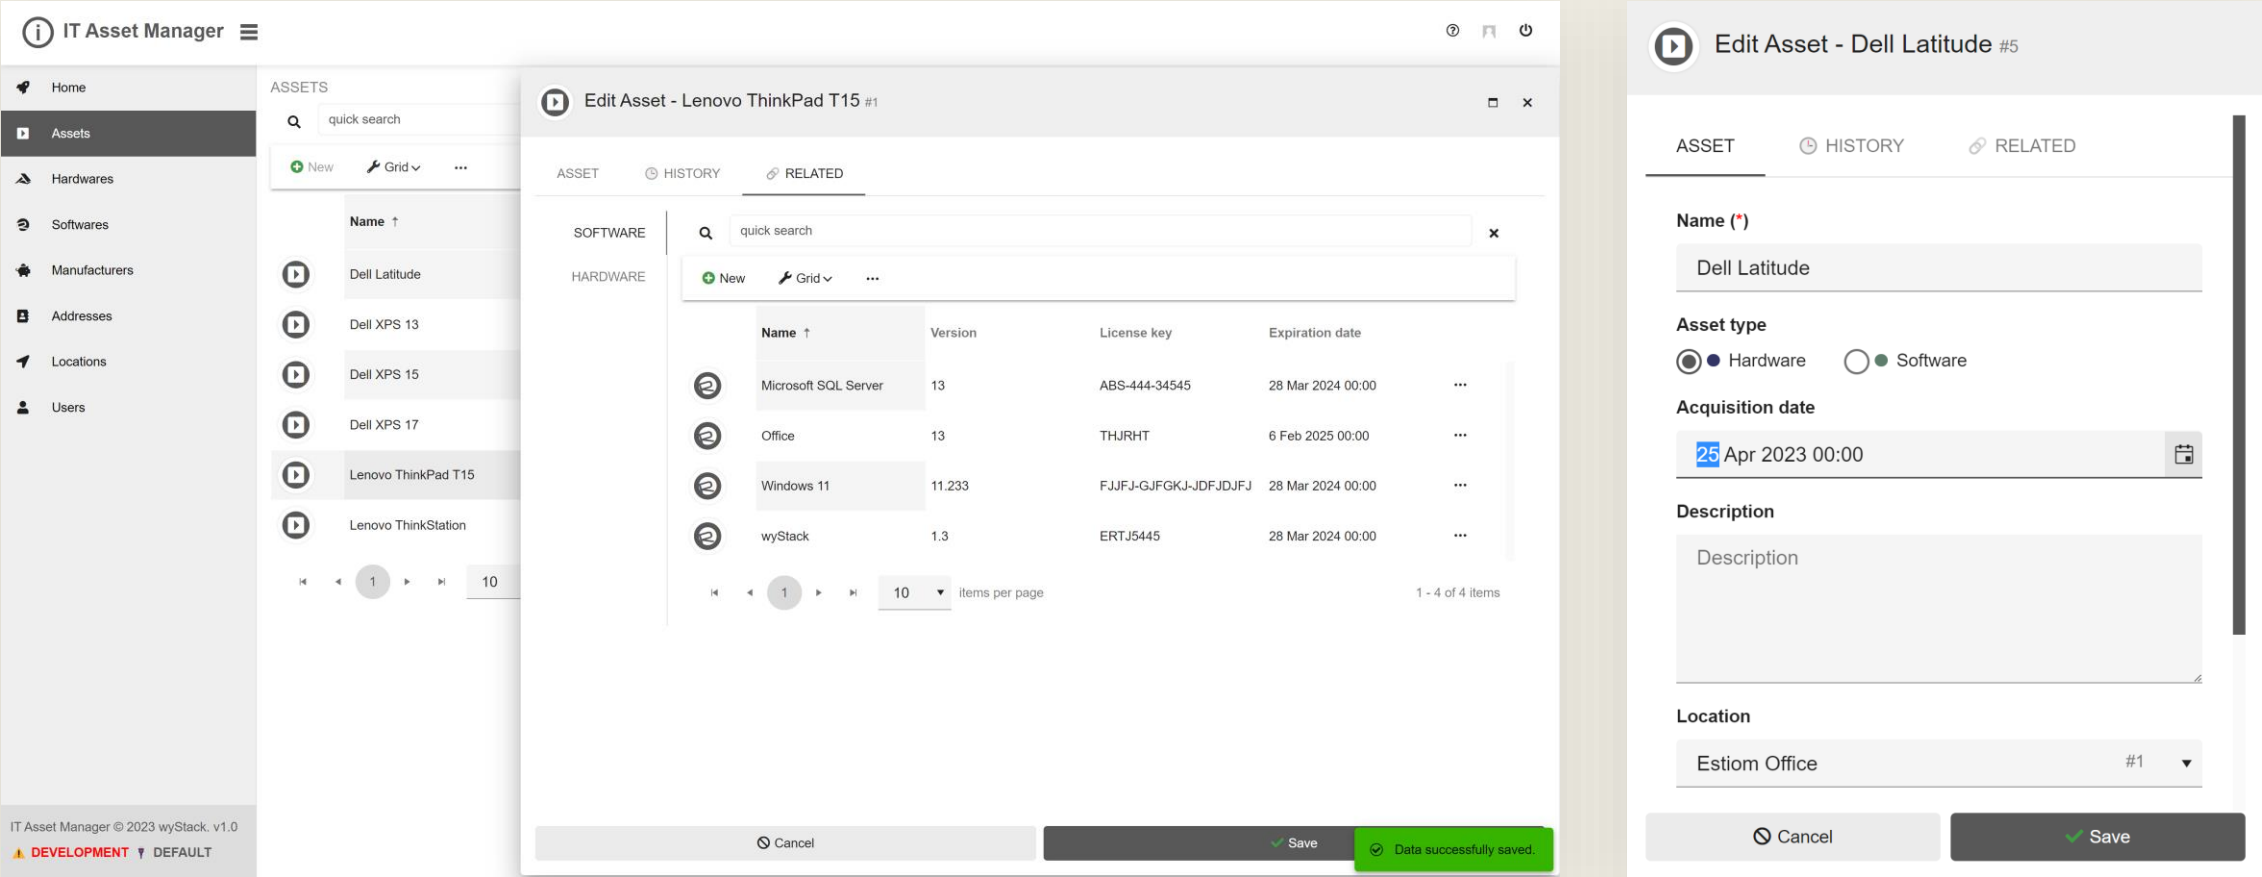 IT Asset Manager
Home
Assets
Hardwares
Softwares
Manufacturers
Addresses
Locations
Users
IT Asset Manager © 2023 wyStack. v1.0
DEVELOPMENT DEFAULT
ASSETS
quick search
New Grid ...
Name ↑
Dell Latitude
Dell XPS 13
Dell XPS 15
Dell XPS 17
Lenovo ThinkPad T15
Lenovo ThinkStation
1 10
Edit Asset - Lenovo ThinkPad T15 #1
ASSET HISTORY RELATED
SOFTWARE
HARDWARE
quick search
New Grid ...
Name ↑ Version License key Expiration date
Microsoft SQL Server 13 ABS-444-34545 28 Mar 2024 00:00 ...
Office 13 THJRHT 6 Feb 2025 00:00 ...
Windows 11 11.233 FJJFJ-GJFGKJ-JDFJDJFJ 28 Mar 2024 00:00 ...
wyStack 1.3 ERTJ5445 28 Mar 2024 00:00 ...
1 10 items per page 1 - 4 of 4 items
Cancel Save
Data successfully saved.
Edit Asset - Dell Latitude #5
ASSET HISTORY RELATED
Name (*)
Dell Latitude
Asset type
Hardware Software
Acquisition date
25 Apr 2023 00:00
Description
Description
Location
Estiom Office #1
Cancel Save